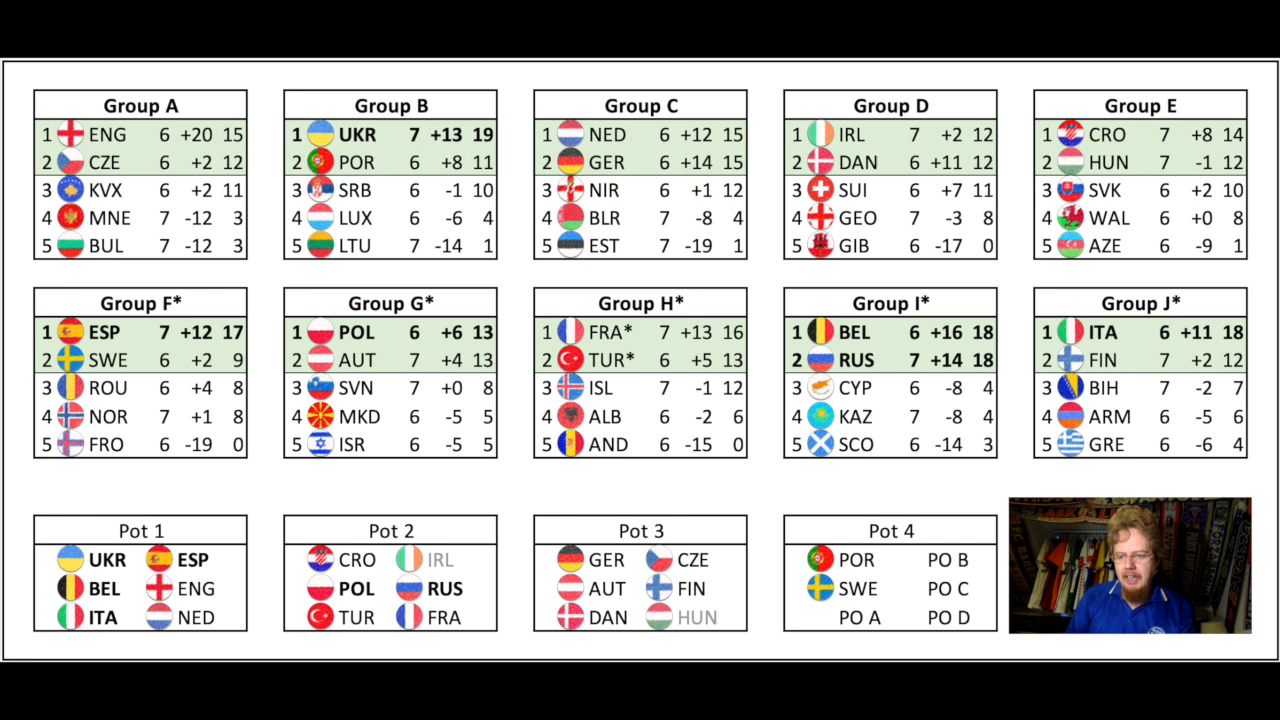 Group A
1 ENG 6 +20 15
2 CZE 6 +2 12
3 KVX 6 +2 11
4 MNE 7 -12 3
5 BUL 7 -12 3
Group B
1 UKR 7 +13 19
2 POR 6 +8 11
3 SRB 6 -1 10
4 LUX 6 -6 4
5 LTU 7 -14 1
Group C
1 NED 6 +12 15
2 GER 6 +14 15
3 NIR 6 +1 12
4 BLR 7 -8 4
5 EST 7 -19 1
Group D
1 IRL 7 +2 12
2 DAN 6 +11 12
3 SUI 6 +7 11
4 GEO 7 -3 8
5 GIB 6 -17 0
Group E
1 CRO 7 +8 14
2 HUN 7 -1 12
3 SVK 6 +2 10
4 WAL 6 +0 8
5 AZE 6 -9 1
Group F*
1 ESP 7 +12 17
2 SWE 6 +2 9
3 ROU 6 +4 8
4 NOR 7 +1 8
5 FRO 6 -19 0
Group G*
1 POL 6 +6 13
2 AUT 7 +4 13
3 SVN 7 +0 8
4 MKD 6 -5 5
5 ISR 6 -5 5
Group H*
1 FRA* 7 +13 16
2 TUR* 6 +5 13
3 ISL 7 -1 12
4 ALB 6 -2 6
5 AND 6 -15 0
Group I*
1 BEL 6 +16 18
2 RUS 7 +14 18
3 CYP 6 -8 4
4 KAZ 7 -8 4
5 SCO 6 -14 3
Group J*
1 ITA 6 +11 18
2 FIN 7 +2 12
3 BIH 7 -2 7
4 ARM 6 -5 6
5 GRE 6 -6 4
Pot 1
UKR ESP
BEL ENG
ITA NED
Pot 2
CRO IRL
POL RUS
TUR FRA
Pot 3
GER CZE
AUT FIN
DAN HUN
Pot 4
POR PO B
SWE PO C
PO A PO D